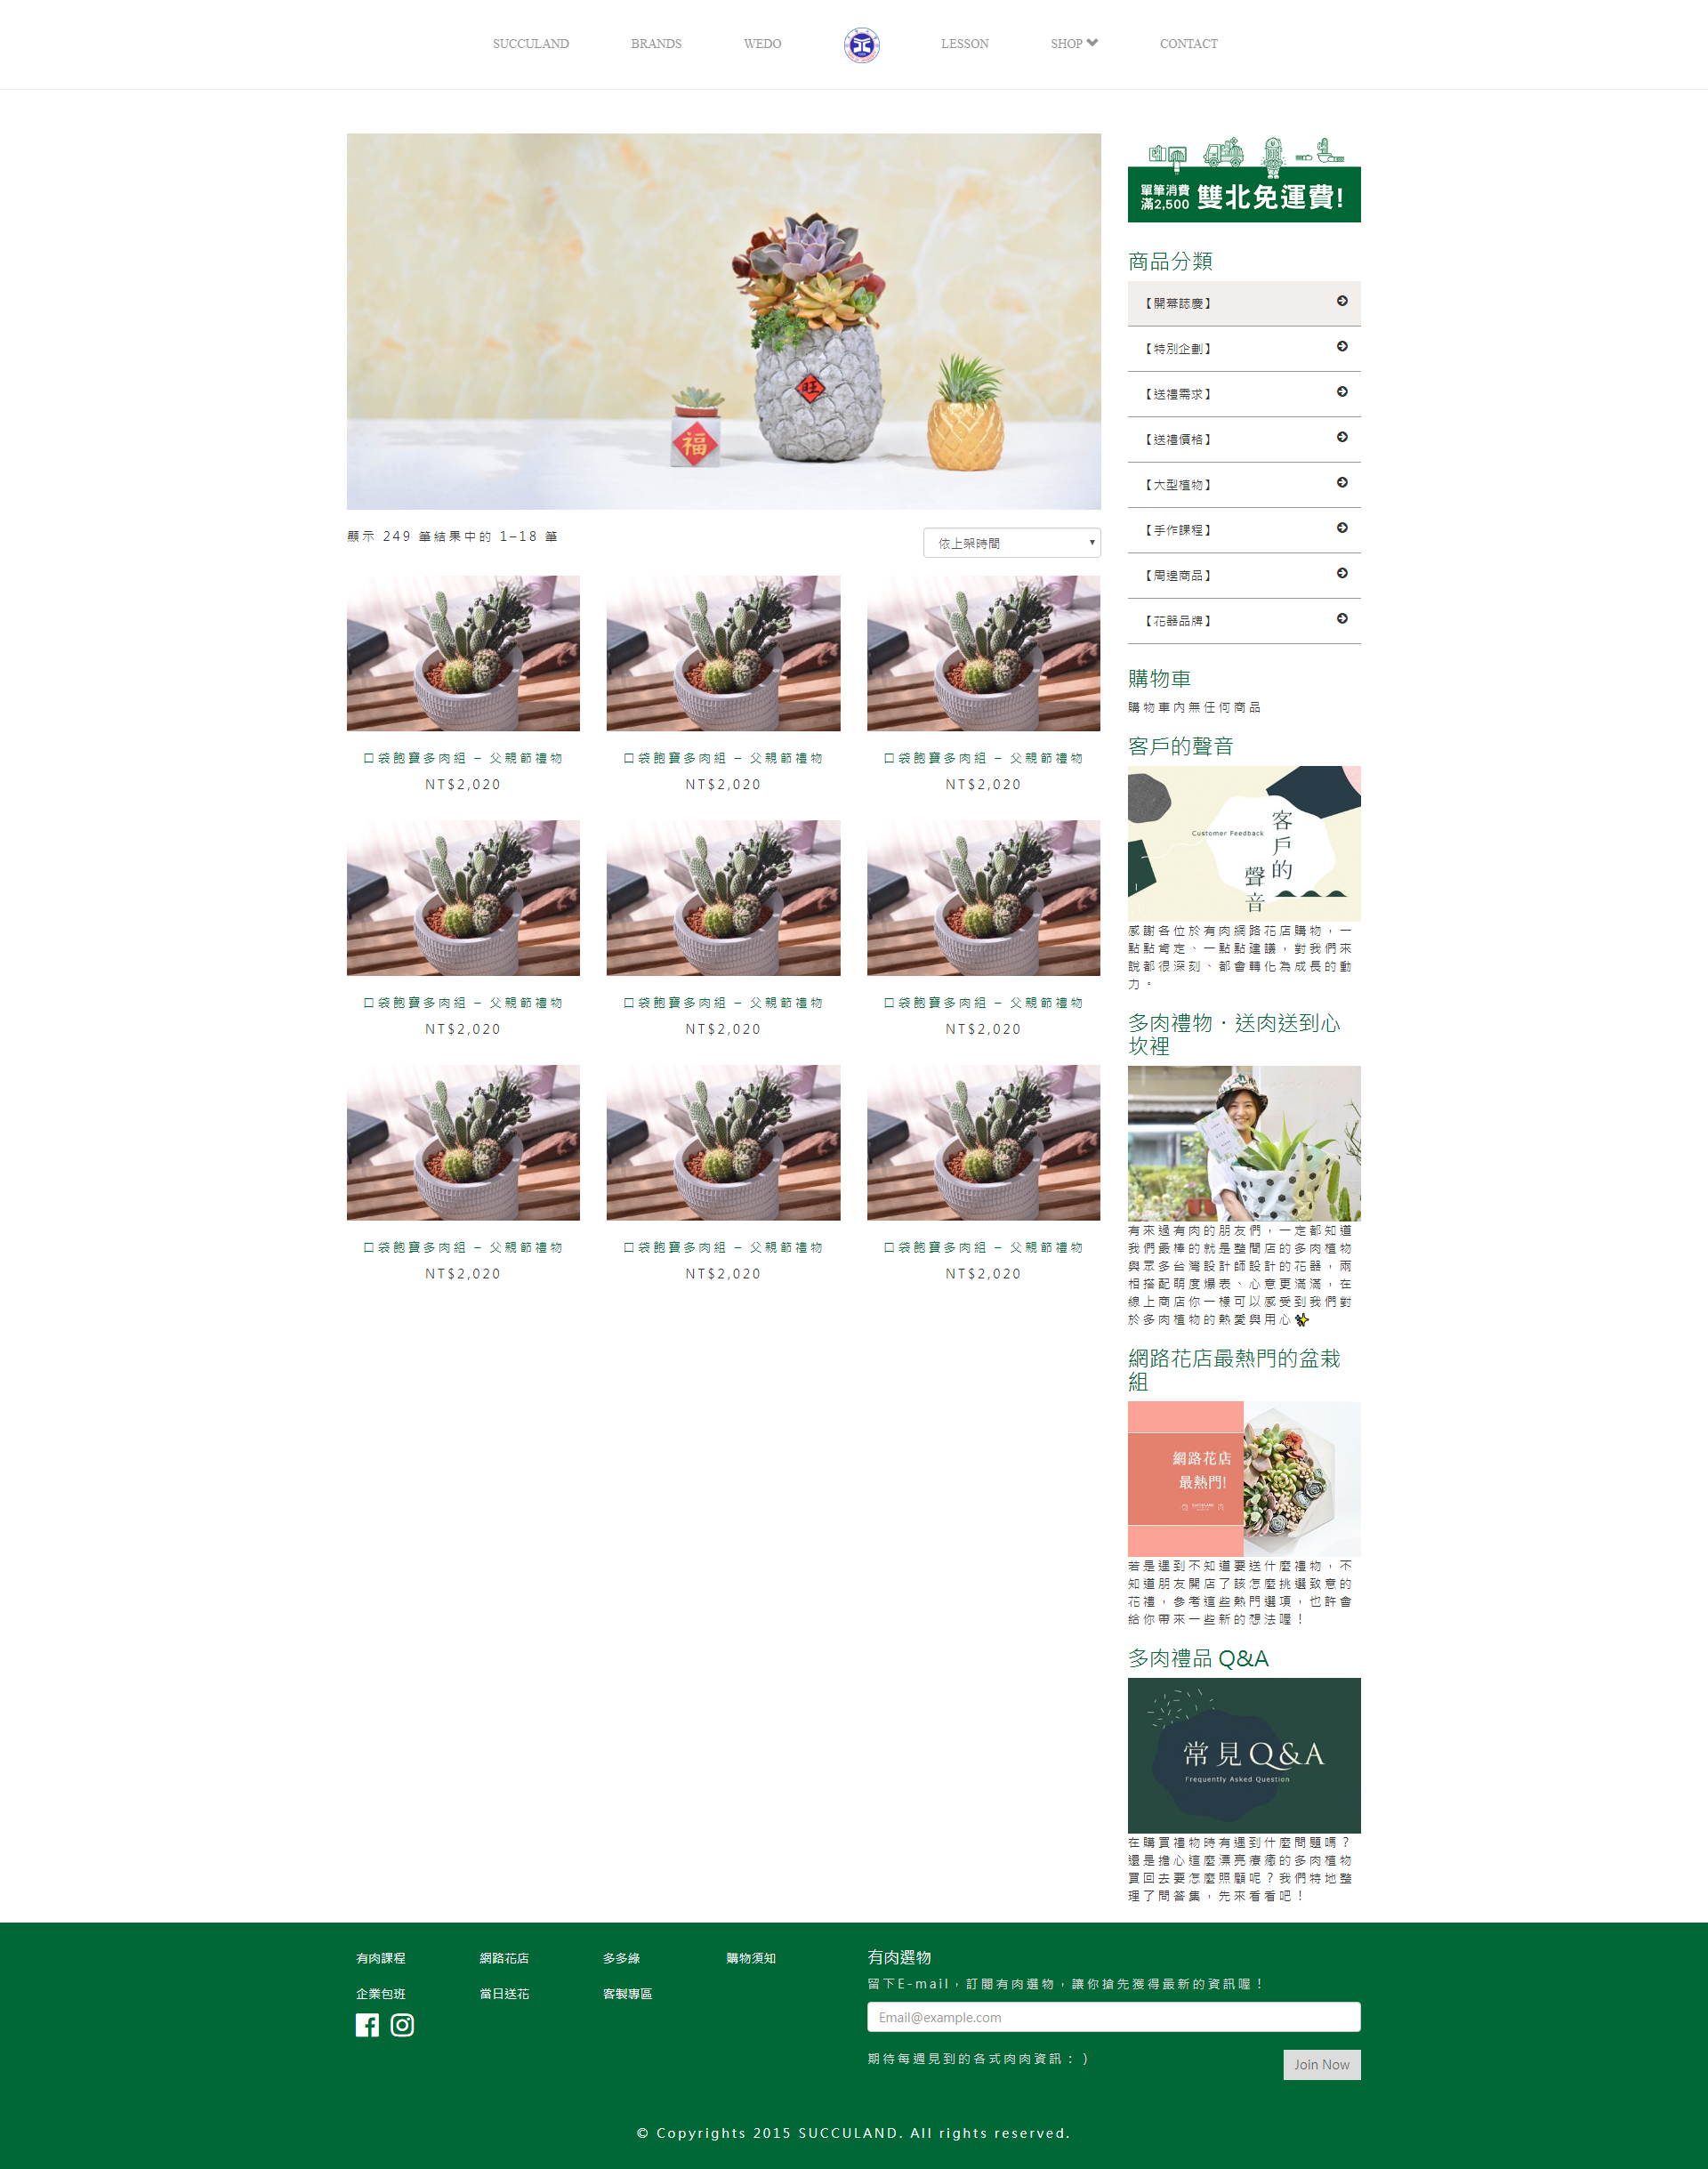 SUCCULAND
BRANDS
WEDO
LESSON
SHOP
CONTACT
旺
福
顯示 249 筆結果中的 1–18 筆
依上架時間
口袋飽寶多肉組 – 父親節禮物
NT$2,020
口袋飽寶多肉組 – 父親節禮物
NT$2,020
口袋飽寶多肉組 – 父親節禮物
NT$2,020
口袋飽寶多肉組 – 父親節禮物
NT$2,020
口袋飽寶多肉組 – 父親節禮物
NT$2,020
口袋飽寶多肉組 – 父親節禮物
NT$2,020
口袋飽寶多肉組 – 父親節禮物
NT$2,020
口袋飽寶多肉組 – 父親節禮物
NT$2,020
口袋飽寶多肉組 – 父親節禮物
NT$2,020
單筆消費
滿2,500 雙北免運費!
商品分類
【開幕誌慶】
【特別企劃】
【送禮需求】
【送禮價格】
【大型植物】
【手作課程】
【周邊商品】
【花器品牌】
購物車
購物車內無任何商品
客戶的聲音
Customer Feedback
客戶的
聲音
感謝各位於有肉網路花店購物，一
點點肯定、一點點建議，對我們來
說都很深刻、都會轉化為成長的動
力。
多肉禮物．送肉送到心
坎裡
有來過有肉的朋友們，一定都知道
我們最棒的就是整間店的多肉植物
與眾多台灣設計師設計的花器，兩
相搭配萌度爆表、心意更滿滿，在
線上商店你一樣可以感受到我們對
於多肉植物的熱愛與用心✨
網路花店最熱門的盆栽
組
網路花店
最熱門!
若是遇到不知道要送什麼禮物，不
知道朋友開店了該怎麼挑選致意的
花禮，參考這些熱門選項，也許會
給你帶來一些新的想法喔！
多肉禮品 Q&A
常見Q&A
Frequently Asked Question
在購買禮物時有遇到什麼問題嗎？
還是擔心這麼漂亮療癒的多肉植物
買回去要怎麼照顧呢？我們特地整
理了問答集，先來看看吧！
有肉課程
網路花店
多多綠
購物須知
企業包班
當日送花
客製專區
有肉選物
留下E-mail，訂閱有肉選物，讓你搶先獲得最新的資訊喔！
Email@example.com
期待每週見到的各式肉肉資訊：)
Join Now
© Copyrights 2015 SUCCULAND. All rights reserved.